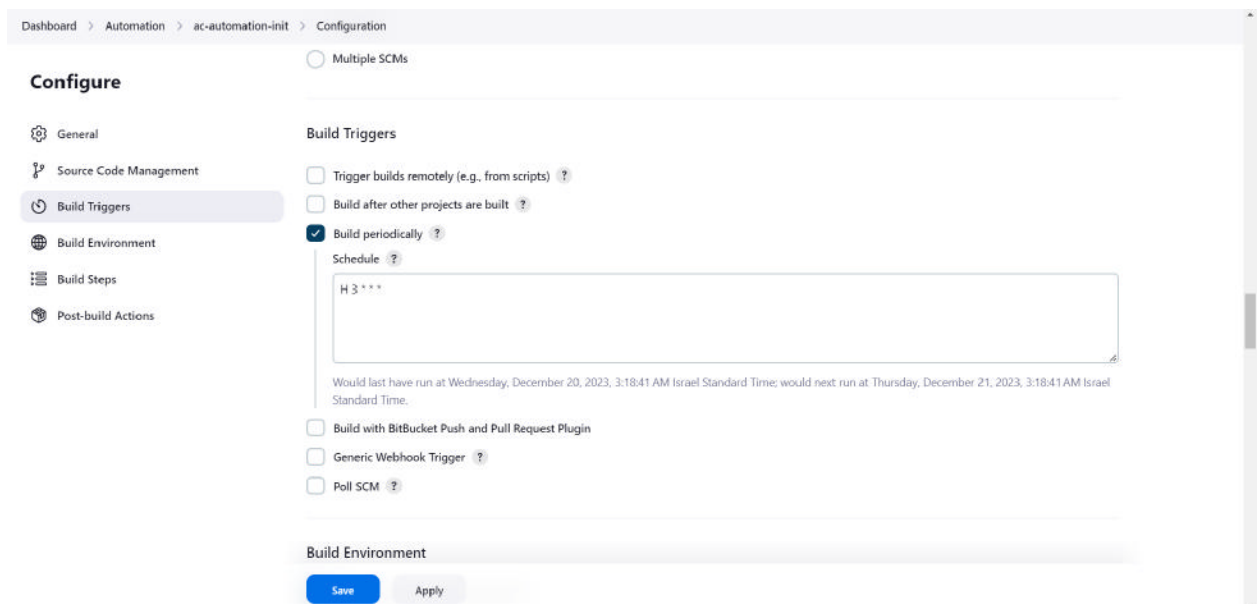 Dashboard > Automation > ac-automation-init > Configuration
Configure
General
Source Code Management
Build Triggers
Build Environment
Build Steps
Post-build Actions
Multiple SCMs
Build Triggers
Trigger builds remotely (e.g., from scripts) ?
Build after other projects are built ?
Build periodically ?
Schedule ?
H 3 * * *
Would last have run at Wednesday, December 20, 2023, 3:18:41 AM Israel Standard Time; would next run at Thursday, December 21, 2023, 3:18:41 AM Israel
Standard Time.
Build with BitBucket Push and Pull Request Plugin
Generic Webhook Trigger ?
Poll SCM ?
Build Environment
Save Apply